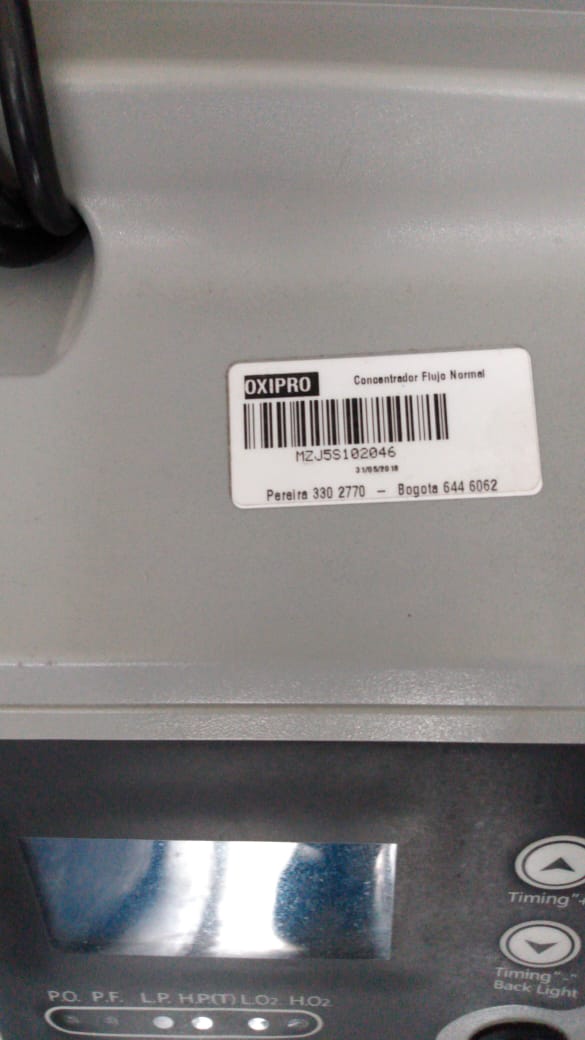 OXIPRO Concentrador Flujo Normal
MZJ5S102046
31/05/2018
Pereira 330 2770 — Bogota 644 6062
Timing"+
Timing"-"
Back Light
P.O. P.F. L.P. H.P.(T) L.O2 H.O2